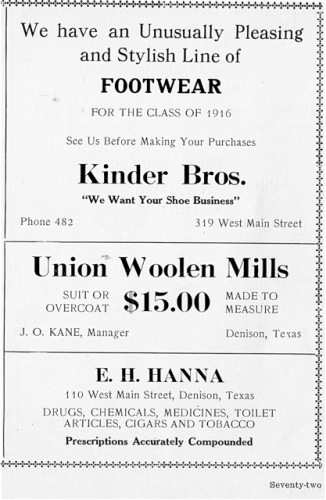 We have an Unusually Pleasing
and Stylish Line of
FOOTWEAR
FOR THE CLASS OF 1916
See Us Before Making Your Purchases
Kinder Bros.
"We Want Your Shoe Business"
Phone 482 319 West Main Street
Union Woolen Mills
SUIT OR
OVERCOAT
$15.00
MADE TO
MEASURE
J. O. KANE, Manager Denison, Texas
E. H. HANNA
110 West Main Street, Denison, Texas
DRUGS, CHEMICALS, MEDICINES, TOILET
ARTICLES, CIGARS AND TOBACCO
Prescriptions Accurately Compounded
Seventy-two